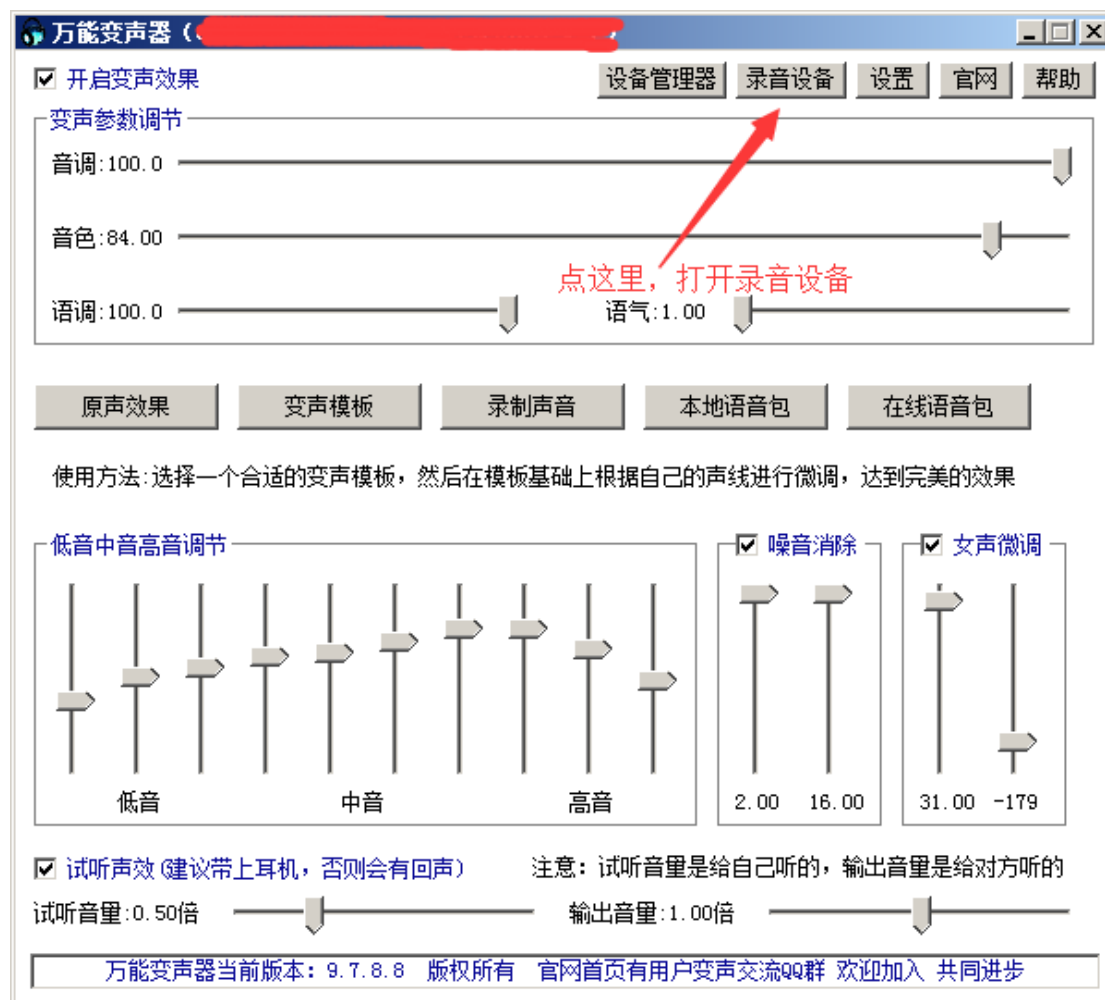 万能变声器（
开启变声效果
设备管理器 录音设备 设置 官网 帮助
变声参数调节
音调:100.0
音色:84.00
点这里，打开录音设备
语调:100.0 语气:1.00
原声效果 变声模板 录制声音 本地语音包 在线语音包
使用方法:选择一个合适的变声模板，然后在模板基础上根据自己的声线进行微调，达到完美的效果
低音中音高音调节 噪音消除 女声微调
低音 中音 高音 2.00 16.00 31.00 -179
试听声效(建议带上耳机，否则会有回声) 注意：试听音量是给自己听的，输出音量是给对方听的
试听音量:0.50倍 输出音量:1.00倍
万能变声器当前版本：9.7.8.8 版权所有 官网首页有用户变声交流QQ群 欢迎加入 共同进步